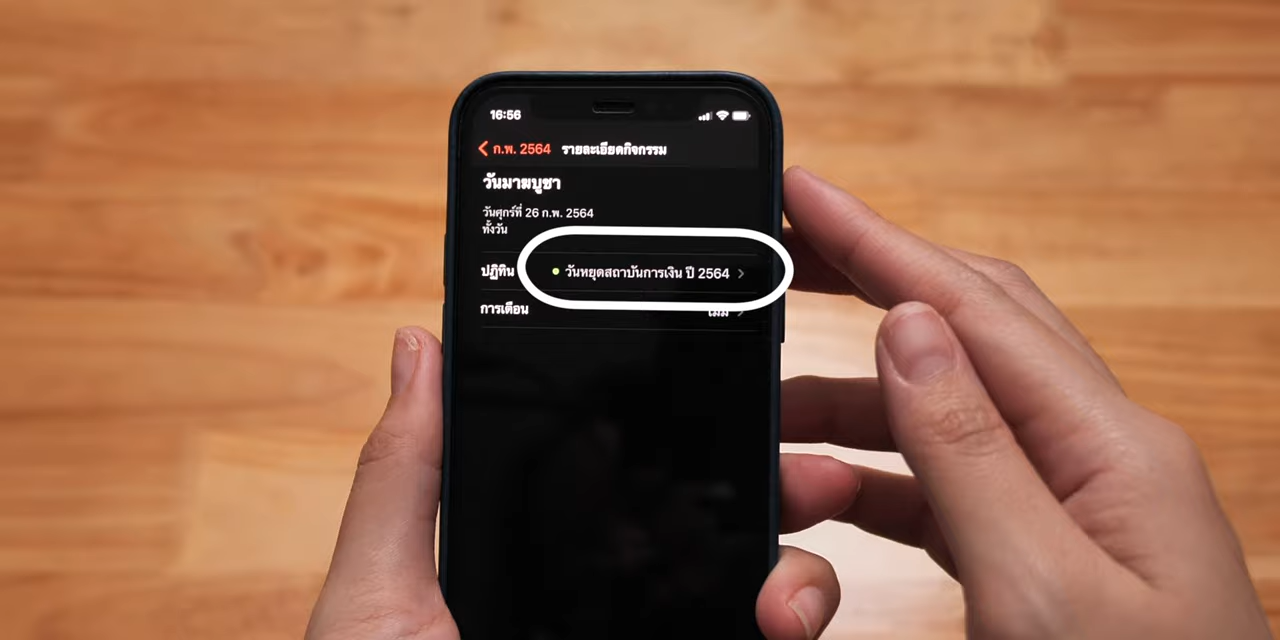 16:56
ก.พ. 2564 รายละเอียดกิจกรรม
วันมาฆบูชา
วันศุกร์ที่ 26 ก.พ. 2564
ทั้งวัน
ปฏิทิน วันหยุดสถาบันการเงิน ปี 2564
การเตือน